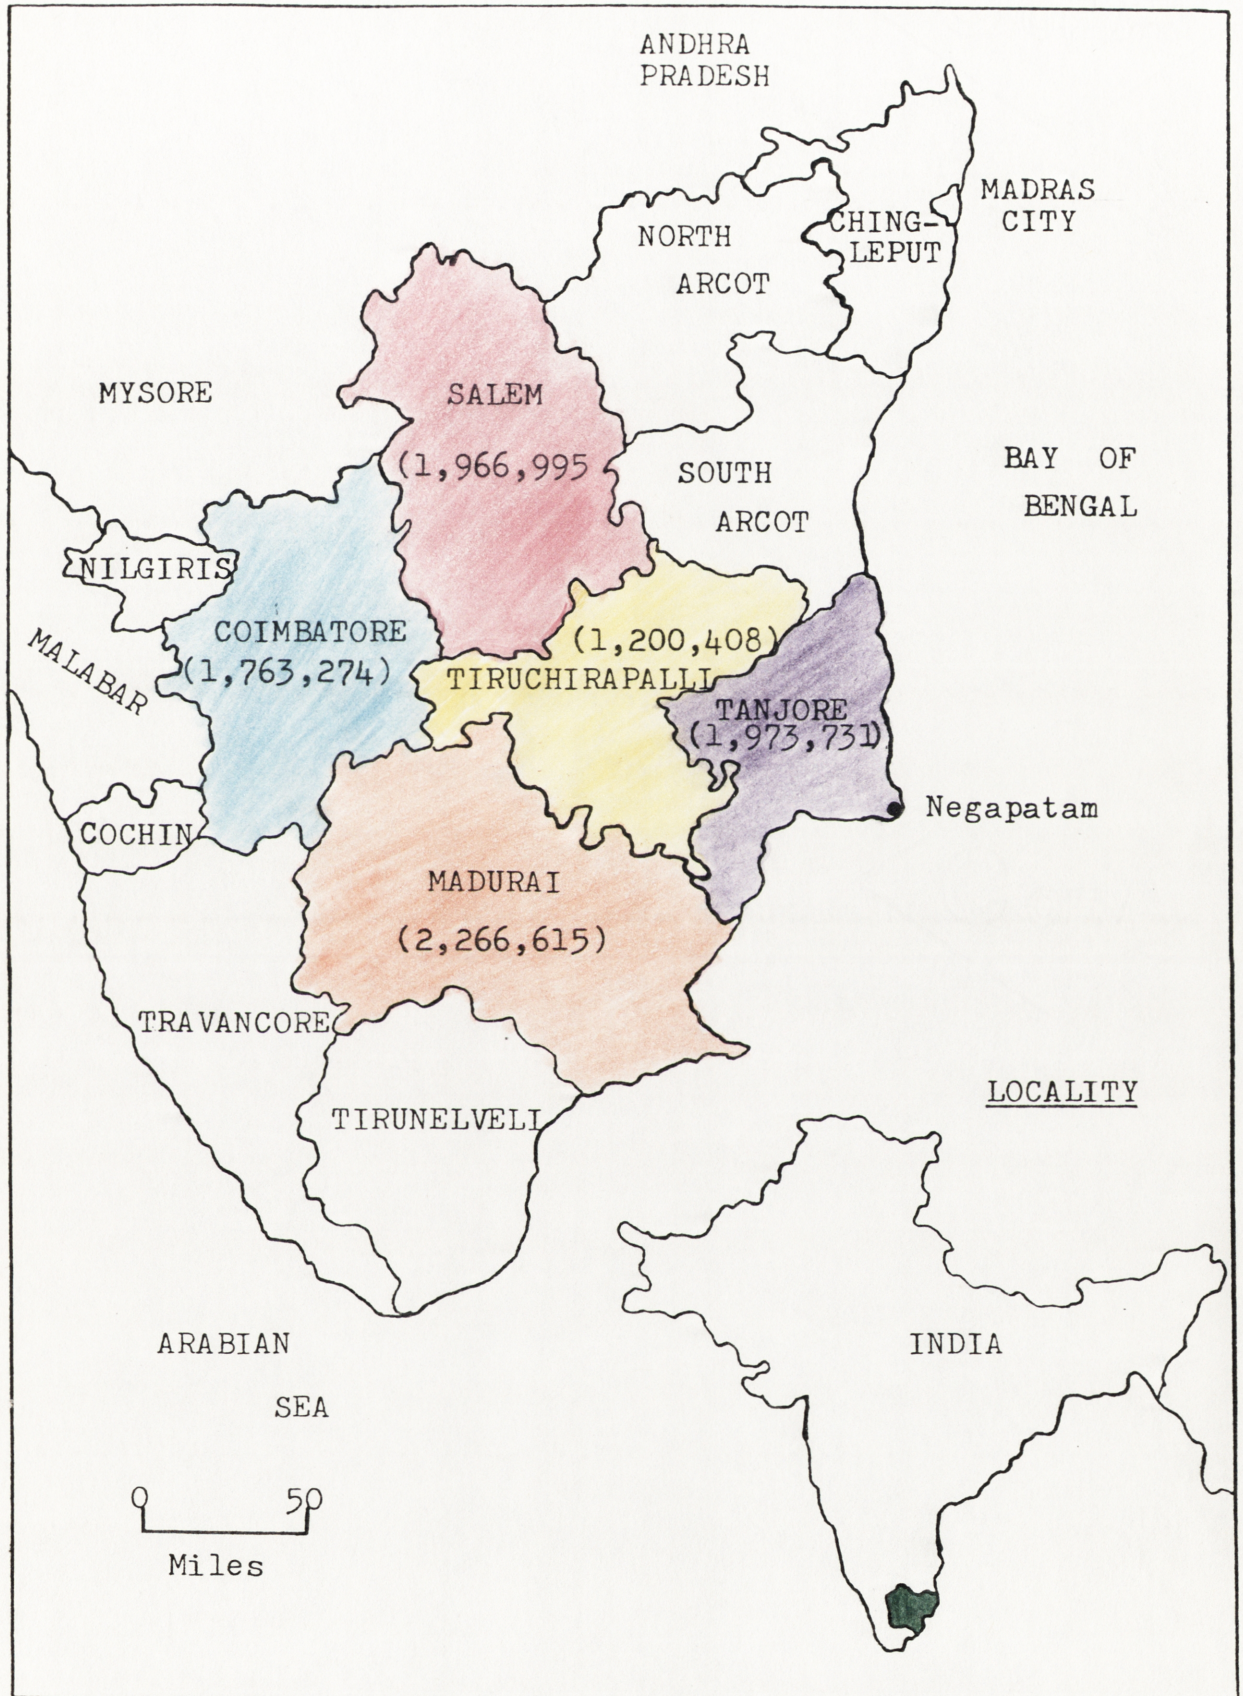 ANDHRA
PRADESH
MADRAS
CITY
CHING-
LEPUT
NORTH
ARCOT
MYSORE
SALEM
(1,966,995
SOUTH
ARCOT
BAY OF
BENGAL
NILGIRIS
COIMBATORE
(1,763,274)
MALABAR
(1,200,408)
TIRUCHIRAPALLI
TANJORE
(1,973,731)
Negapatam
COCHIN
MADURAI
(2,266,615)
TRAVANCORE
TIRUNELVELI
LOCALITY
INDIA
ARABIAN
SEA
0 50
Miles